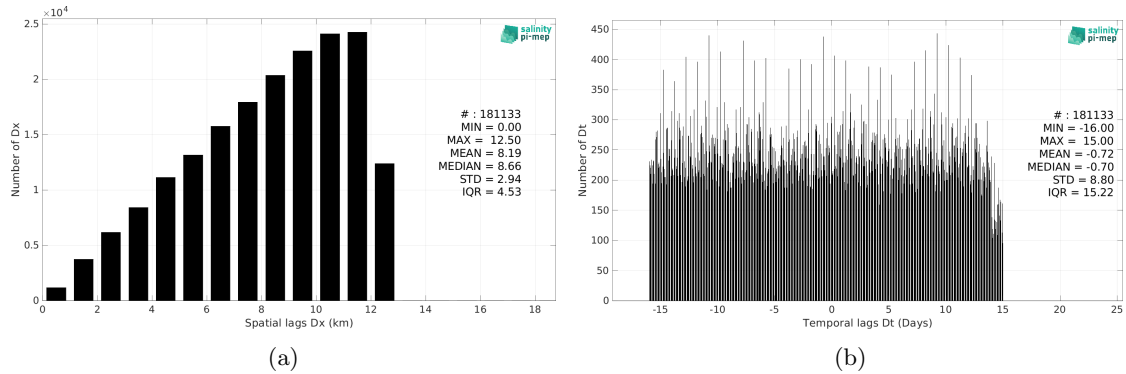 ×10^4
2.5
2
1.5
1
0.5
0
0 2 4 6 8 10 12 14 16 18
Number of Dx
Spatial lags Dx (km)
salinity
pi-mep
# : 181133
MIN = 0.00
MAX = 12.50
MEAN = 8.19
MEDIAN = 8.66
STD = 2.94
IQR = 4.53
(a)
450
400
350
300
250
200
150
100
50
0
-15 -10 -5 0 5 10 15 20 25
Number of Dt
Temporal lags Dt (Days)
salinity
pi-mep
# : 181133
MIN = -16.00
MAX = 15.00
MEAN = -0.72
MEDIAN = -0.70
STD = 8.80
IQR = 15.22
(b)